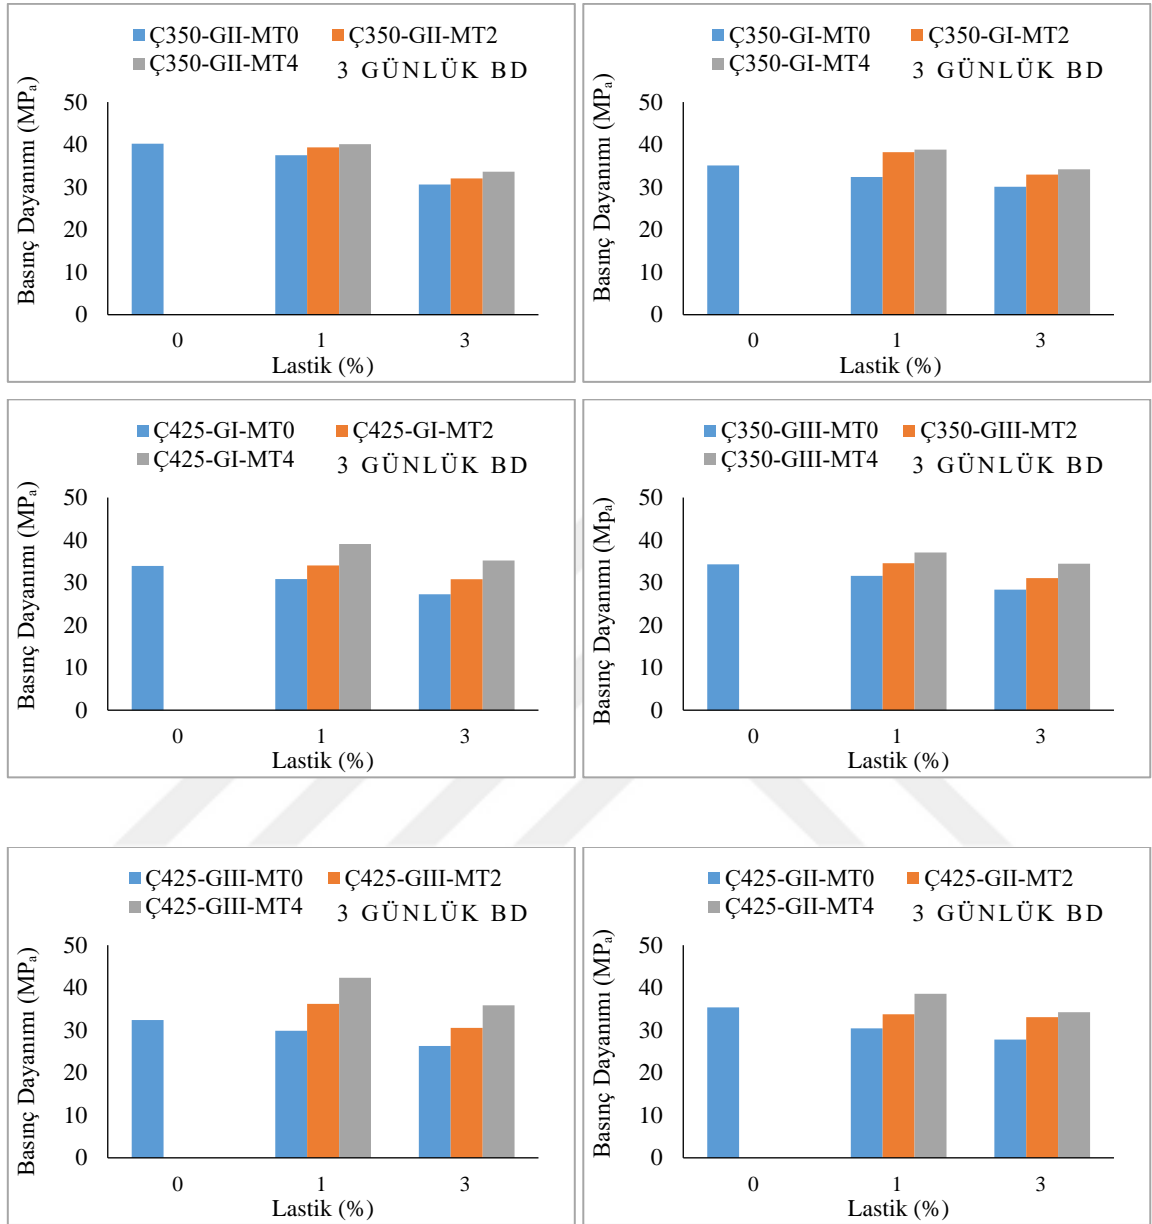 Ç350-GII-MT0 Ç350-GII-MT2
Ç350-GII-MT4 3 GÜNLÜK BD
Basınç Dayanımı (MPa)
50
40
30
20
10
0
0 1 3
Lastik (%)
Ç350-GI-MT0 Ç350-GI-MT2
Ç350-GI-MT4 3 GÜNLÜK BD
Basınç Dayanımı (MPa)
50
40
30
20
10
0
0 1 3
Lastik (%)
Ç425-GI-MT0 Ç425-GI-MT2
Ç425-GI-MT4 3 GÜNLÜK BD
Basınç Dayanımı (MPa)
50
40
30
20
10
0
0 1 3
Lastik (%)
Ç350-GIII-MT0 Ç350-GIII-MT2
Ç350-GIII-MT4 3 GÜNLÜK BD
Basınç Dayanımı (Mpa)
50
40
30
20
10
0
0 1 3
Lastik (%)
Ç425-GIII-MT0 Ç425-GIII-MT2
Ç425-GIII-MT4 3 GÜNLÜK BD
Basınç Dayanımı (MPa)
50
40
30
20
10
0
0 1 3
Lastik (%)
Ç425-GII-MT0 Ç425-GII-MT2
Ç425-GII-MT4 3 GÜNLÜK BD
Basınç Dayanımı (MPa)
50
40
30
20
10
0
0 1 3
Lastik (%)